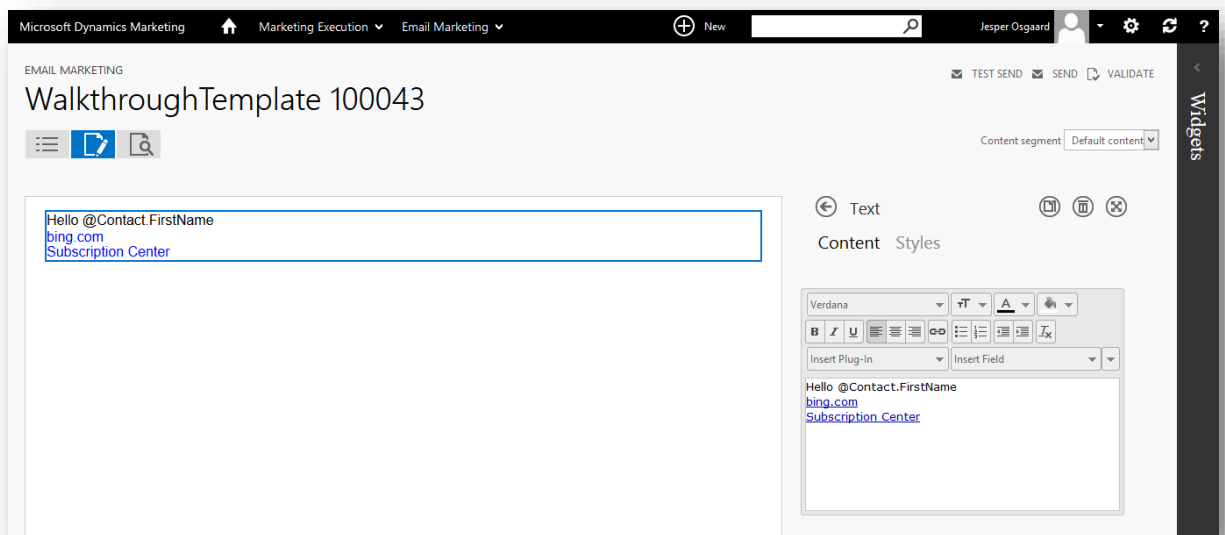 Microsoft Dynamics Marketing Marketing Execution Email Marketing New Jesper Osgaard ?
EMAIL MARKETING
TEST SEND SEND VALIDATE
WalkthroughTemplate 100043
Widgets
Content segment Default content
Hello @Contact.FirstName
bing.com
Subscription Center
Text
Content Styles
Verdana TT A
B I U Tx
Insert Plug-In Insert Field
Hello @Contact.FirstName
bing.com
Subscription Center